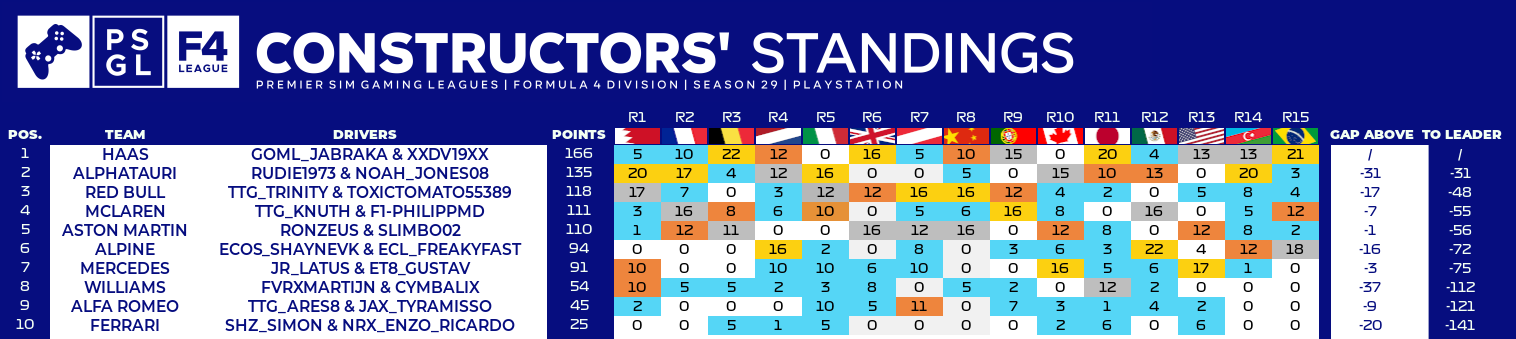 PS GL F4 LEAGUE
CONSTRUCTORS' STANDINGS
PREMIER SIM GAMING LEAGUES | FORMULA 4 DIVISION | SEASON 29 | PLAYSTATION
R1 R2 R3 R4 R5 R6 R7 R8 R9 R10 R11 R12 R13 R14 R15
POS. TEAM DRIVERS POINTS GAP ABOVE TO LEADER
1 HAAS GOML_JABRAKA & XXDV19XX 166 5 10 22 12 0 16 5 10 15 0 20 4 13 13 21 / /
2 ALPHATAURI RUDIE1973 & NOAH_JONES08 135 20 17 4 12 16 0 0 5 0 15 10 13 0 20 3 -31 -31
3 RED BULL TTG_TRINITY & TOXICTOMATO55389 118 17 7 0 3 12 12 16 16 12 4 2 0 5 8 4 -17 -48
4 MCLAREN TTG_KNUTH & F1-PHILIPPMD 111 3 16 8 6 10 0 5 6 16 8 0 16 0 5 12 -7 -55
5 ASTON MARTIN RONZEUS & SLIMBO02 110 1 12 11 0 0 16 12 16 0 12 8 0 12 8 2 -1 -56
6 ALPINE ECOS_SHAYNEVK & ECL_FREAKYFAST 94 0 0 0 16 2 0 8 0 3 6 3 22 4 12 18 -16 -72
7 MERCEDES JR_LATUS & ET8_GUSTAV 91 10 0 0 10 10 6 10 0 0 16 5 6 17 1 0 -3 -75
8 WILLIAMS FVRXMARTIJN & CYMBALIX 54 10 5 5 2 3 8 0 5 2 0 12 2 0 0 0 -37 -112
9 ALFA ROMEO TTG_ARES8 & JAX_TYRAMISSO 45 2 0 0 0 10 5 11 0 7 3 1 4 2 0 0 -9 -121
10 FERRARI SHZ_SIMON & NRX_ENZO_RICARDO 25 0 0 5 1 5 0 0 0 0 2 6 0 6 0 0 -20 -141